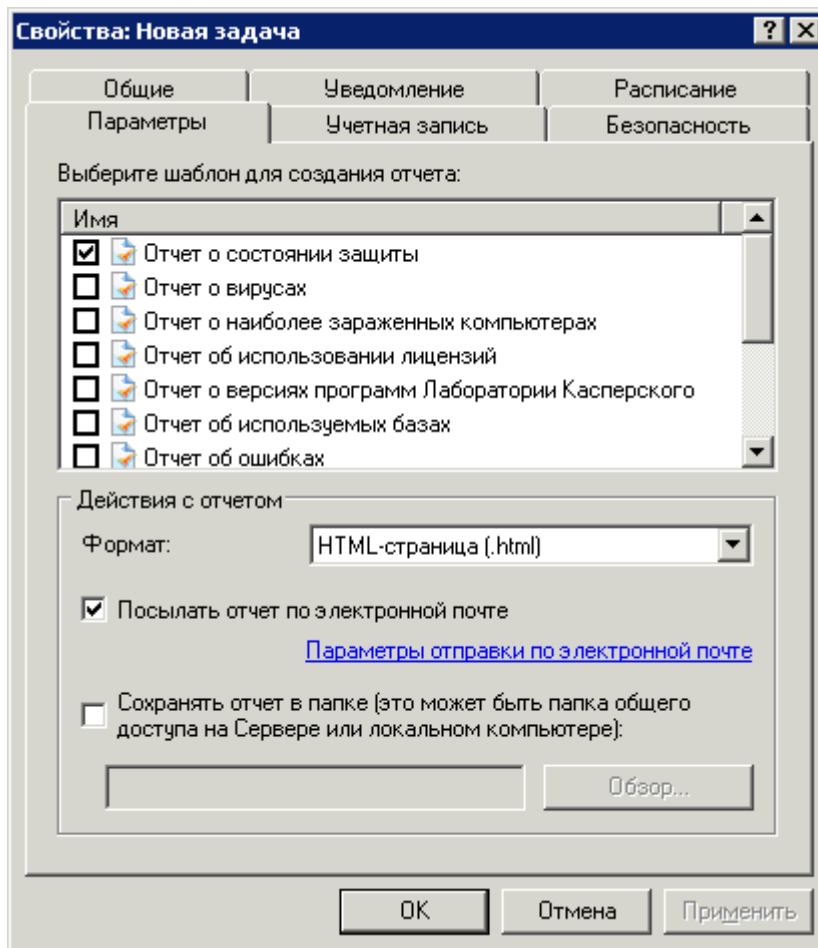 Свойства: Новая задача
Общие
Уведомление
Расписание
Параметры
Учетная запись
Безопасность
Выберите шаблон для создания отчета:
Имя
Отчет о состоянии защиты
Отчет о вирусах
Отчет о наиболее зараженных компьютерах
Отчет об использовании лицензий
Отчет о версиях программ Лаборатории Касперского
Отчет об используемых базах
Отчет об ошибках
Действия с отчетом
Формат:
HTML-страница (.html)
Посылать отчет по электронной почте
Параметры отправки по электронной почте
Сохранять отчет в папке (это может быть папка общего
доступа на Сервере или локальном компьютере):
Обзор...
OK
Отмена
Применить